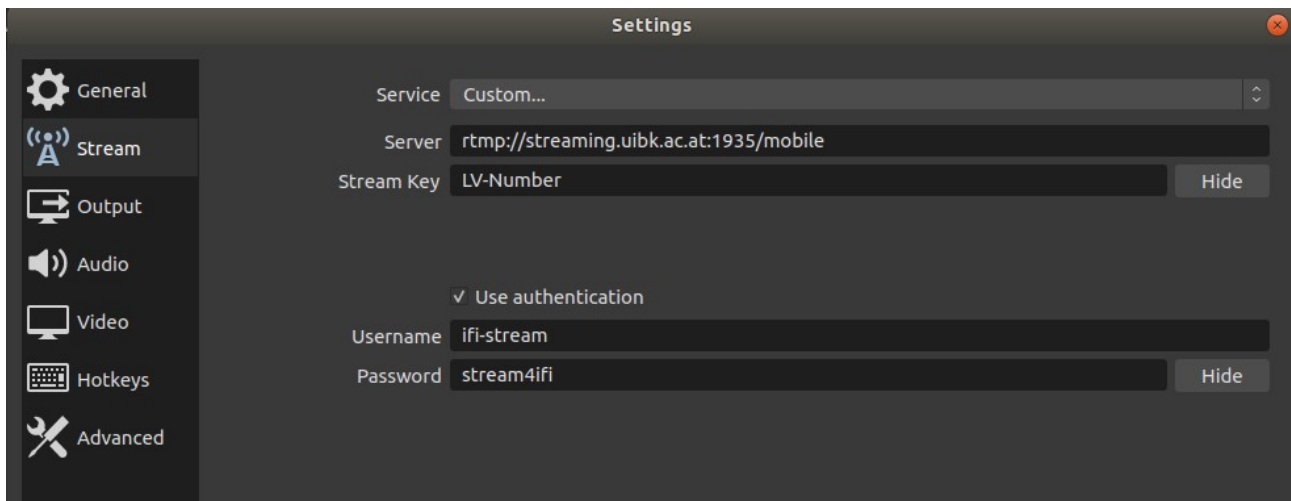 Settings
General
Stream
Output
Audio
Video
Hotkeys
Advanced
Service Custom...
Server rtmp://streaming.uibk.ac.at:1935/mobile
Stream Key LV-Number Hide
Use authentication
Username ifi-stream
Password stream4ifi Hide